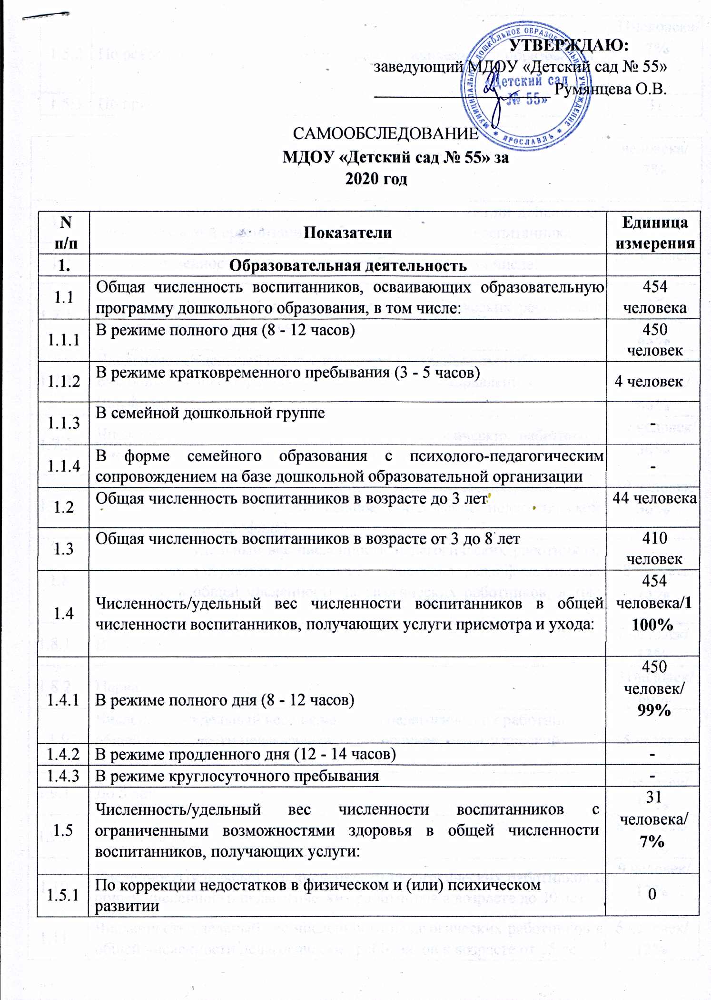 УТВЕРЖДАЮ:
заведующий МДОУ «Детский сад № 55»
____________________ Румянцева О.В.
МУНИЦИПАЛЬНОЕ ДОШКОЛЬНОЕ ОБРАЗОВАТЕЛЬНОЕ УЧРЕЖДЕНИЕ * ЯРОСЛАВЛЬ *
«Детский сад
№ 55»
САМООБСЛЕДОВАНИЕ
МДОУ «Детский сад № 55» за
2020 год
N
п/п
Показатели
Единица
измерения
1.
Образовательная деятельность
1.1
Общая численность воспитанников, осваивающих образовательную
программу дошкольного образования, в том числе:
454
человека
1.1.1
В режиме полного дня (8 - 12 часов)
450
человек
1.1.2
В режиме кратковременного пребывания (3 - 5 часов)
4 человек
1.1.3
В семейной дошкольной группе
-
1.1.4
В форме семейного образования с психолого-педагогическим
сопровождением на базе дошкольной образовательной организации
-
1.2
Общая численность воспитанников в возрасте до 3 лет
44 человека
1.3
Общая численность воспитанников в возрасте от 3 до 8 лет
410
человек
1.4
Численность/удельный вес численности воспитанников в общей
численности воспитанников, получающих услуги присмотра и ухода:
454
человека/1
100%
1.4.1
В режиме полного дня (8 - 12 часов)
450
человек/
99%
1.4.2
В режиме продленного дня (12 - 14 часов)
-
1.4.3
В режиме круглосуточного пребывания
-
1.5
Численность/удельный вес численности воспитанников с
ограниченными возможностями здоровья в общей численности
воспитанников, получающих услуги:
31
человека/
7%
1.5.1
По коррекции недостатков в физическом и (или) психическом
развитии
0